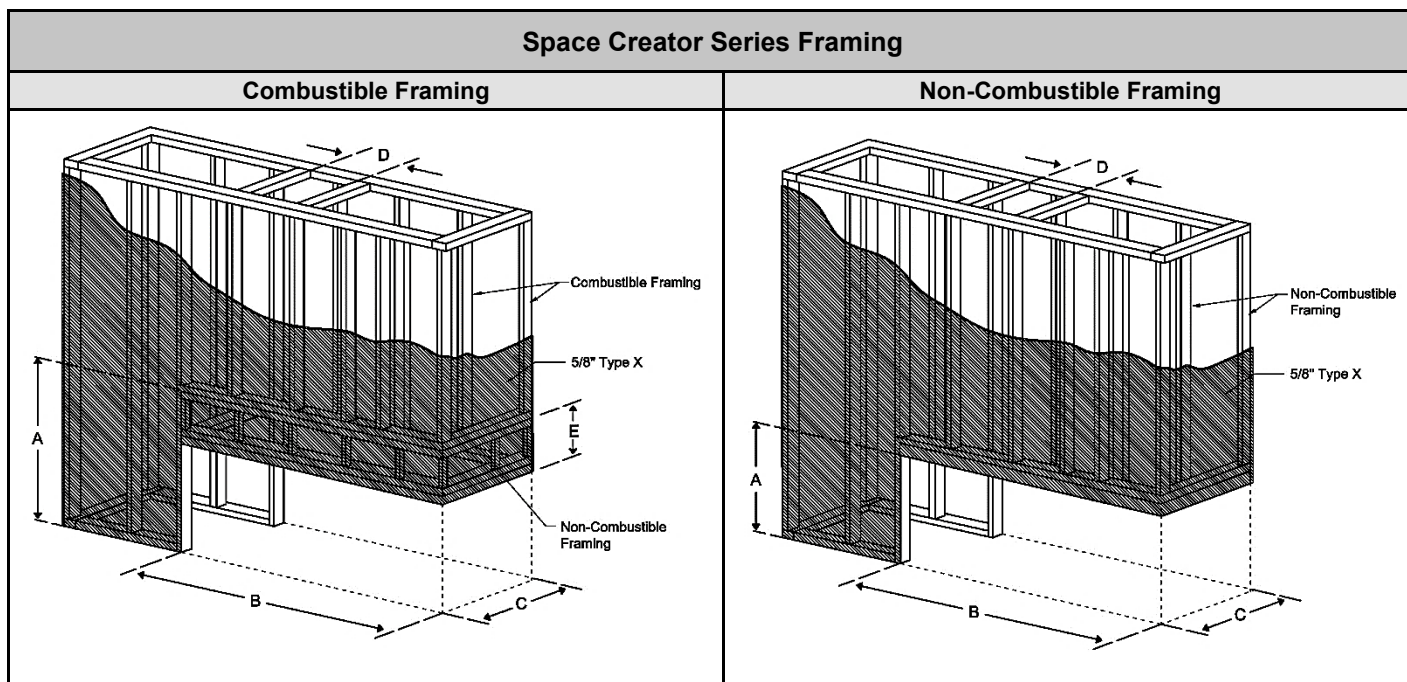 Space Creator Series Framing
Combustible Framing
Non-Combustible Framing
D
Combustible Framing
5/8" Type X
A
E
Non-Combustible
Framing
B
C
D
Non-Combustible
Framing
5/8" Type X
A
B
C